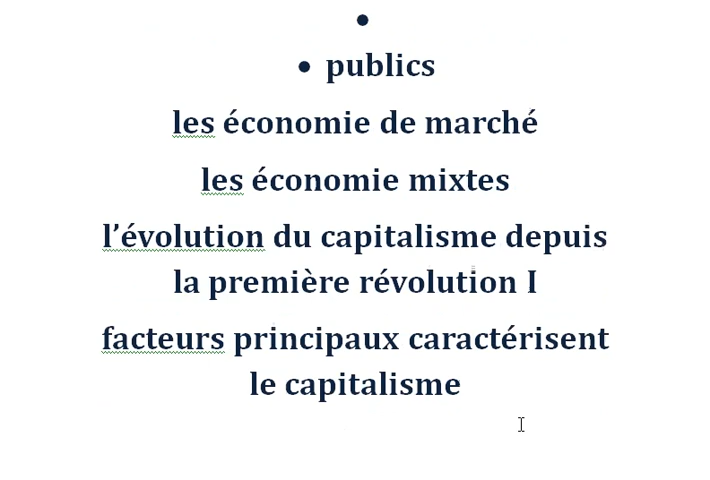 •
• publics
les économie de marché
les économie mixtes
l’évolution du capitalisme depuis
la première révolution I
facteurs principaux caractérisent
le capitalisme